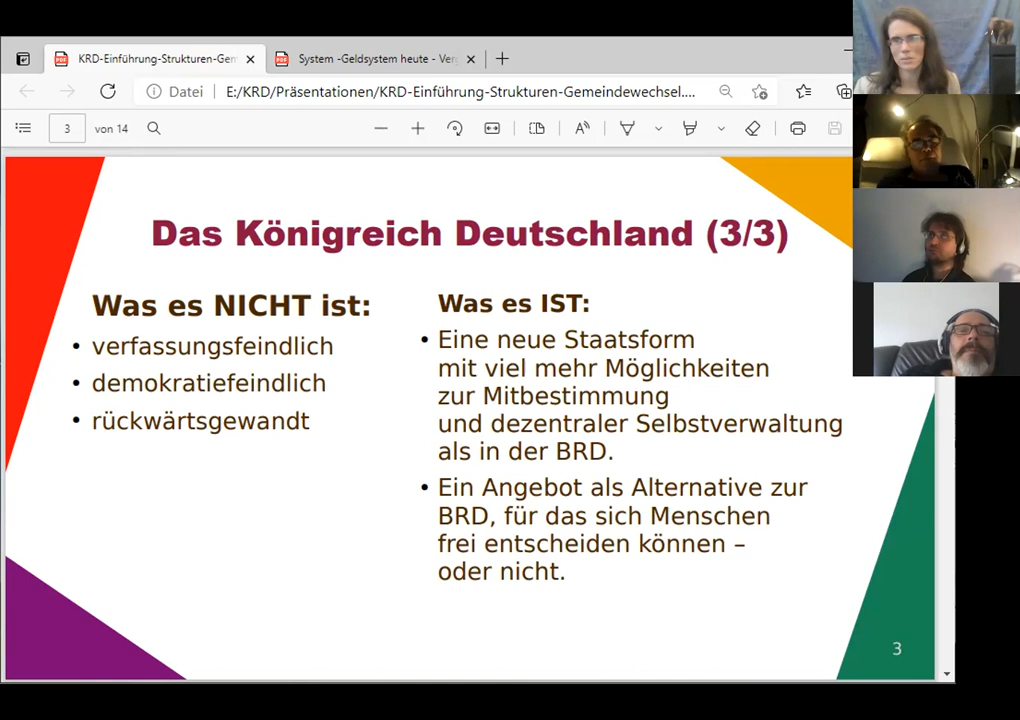 KRD-Einführung-Strukturen-Gem
System -Geldsystem heute - Verg
Datei
E:/KRD/Präsentationen/KRD-Einführung-Strukturen-Gemeindewechsel....
3
von 14
Das Königreich Deutschland (3/3)
Was es NICHT ist:
• verfassungsfeindlich
• demokratiefeindlich
• rückwärtsgewandt
Was es IST:
• Eine neue Staatsform
mit viel mehr Möglichkeiten
zur Mitbestimmung
und dezentraler Selbstverwaltung
als in der BRD.
• Ein Angebot als Alternative zur
BRD, für das sich Menschen
frei entscheiden können –
oder nicht.
3